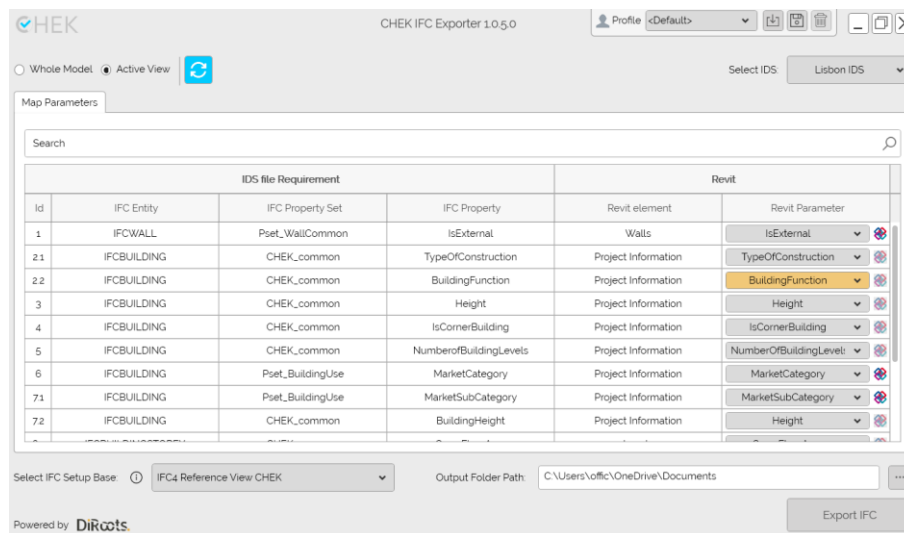 CHEK CHEK IFC Exporter 1.0.5.0 Profile <Default>
Whole Model Active View Select IDS: Lisbon IDS
Map Parameters
Search
IDS file Requirement Revit
Id IFC Entity IFC Property Set IFC Property Revit element Revit Parameter
1 IFCWALL Pset_WallCommon IsExternal Walls IsExternal
2.1 IFCBUILDING CHEK_common TypeOfConstruction Project Information TypeOfConstruction
2.2 IFCBUILDING CHEK_common BuildingFunction Project Information BuildingFunction
3 IFCBUILDING CHEK_common Height Project Information Height
4 IFCBUILDING CHEK_common IsCornerBuilding Project Information IsCornerBuilding
5 IFCBUILDING CHEK_common NumberofBuildingLevels Project Information NumberOfBuildingLevel
6 IFCBUILDING Pset_BuildingUse MarketCategory Project Information MarketCategory
7.1 IFCBUILDING Pset_BuildingUse MarketSubCategory Project Information MarketSubCategory
7.2 IFCBUILDING CHEK_common BuildingHeight Project Information Height
Select IFC Setup Base: IFC4 Reference View CHEK Output Folder Path: C:\Users\offic\OneDrive\Documents ...
Export IFC
Powered by DiRoots.